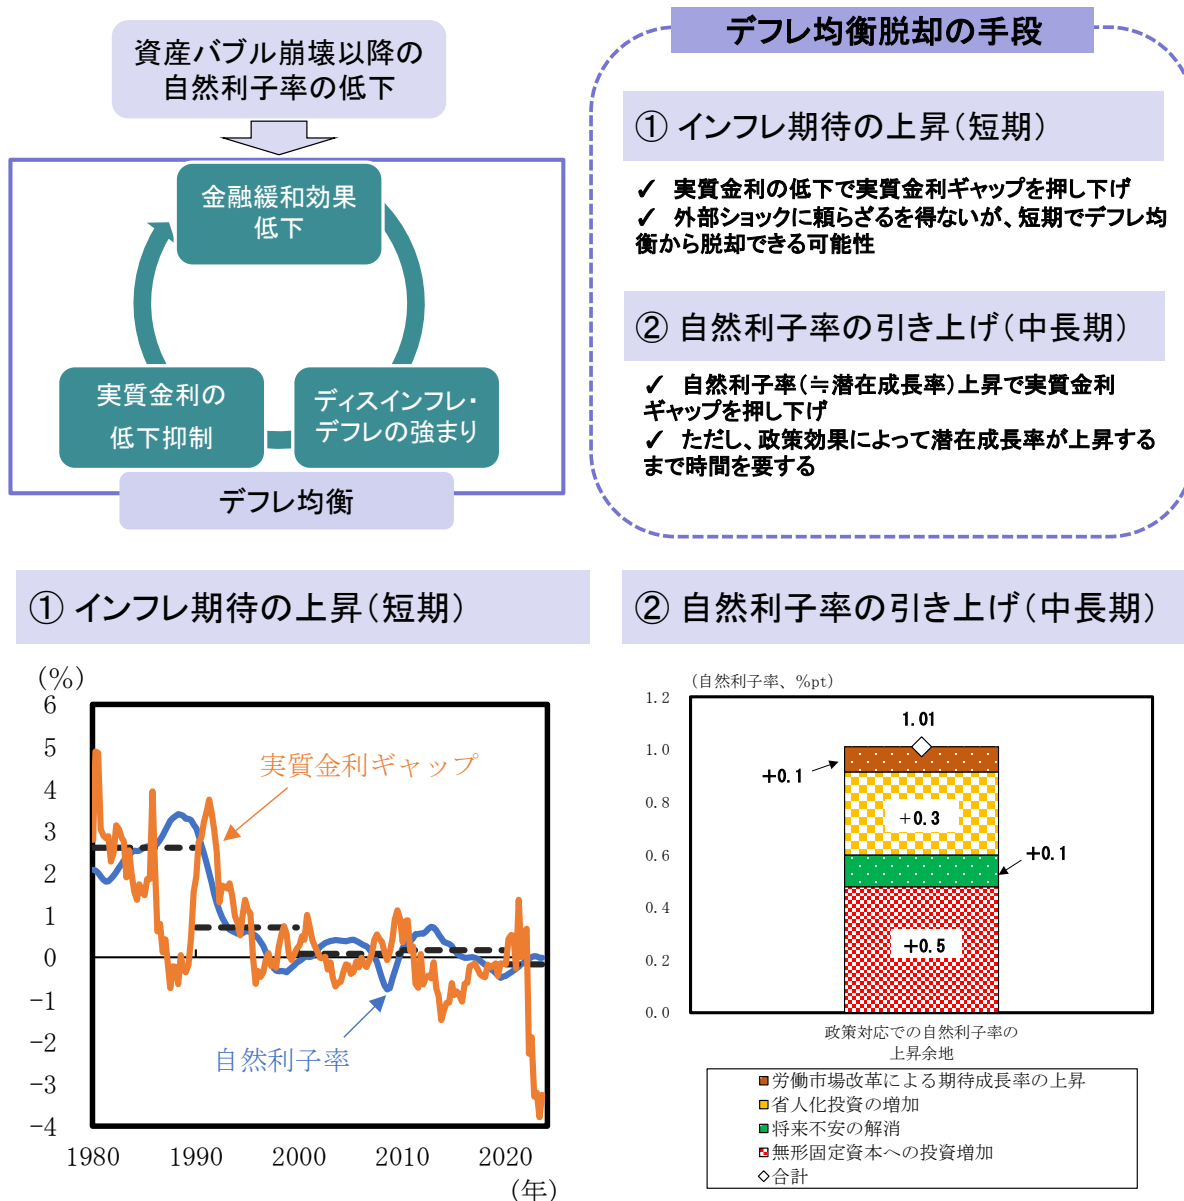 資産バブル崩壊以降の
自然利子率の低下
金融緩和効果
低下
実質金利の
低下抑制
ディスインフレ・
デフレの強まり
デフレ均衡
デフレ均衡脱却の手段
① インフレ期待の上昇（短期）
✓ 実質金利の低下で実質金利ギャップを押し下げ
✓ 外部ショックに頼らざるを得ないが、短期でデフレ均
衡から脱却できる可能性
② 自然利子率の引き上げ（中長期）
✓ 自然利子率（≒潜在成長率）上昇で実質金利
ギャップを押し下げ
✓ ただし、政策効果によって潜在成長率が上昇する
まで時間を要する
① インフレ期待の上昇（短期）
（%）
6
5
4
3
2
1
0
−1
−2
−3
−4
実質金利ギャップ
自然利子率
1980 1990 2000 2010 2020
（年）
② 自然利子率の引き上げ（中長期）
（自然利子率、%pt）
1.2
1.0
0.8
0.6
0.4
0.2
0.0
1.01
+0.1
+0.3
+0.1
+0.5
政策対応での自然利子率の
上昇余地
労働市場改革による期待成長率の上昇
省人化投資の増加
将来不安の解消
無形固定資本への投資増加
合計